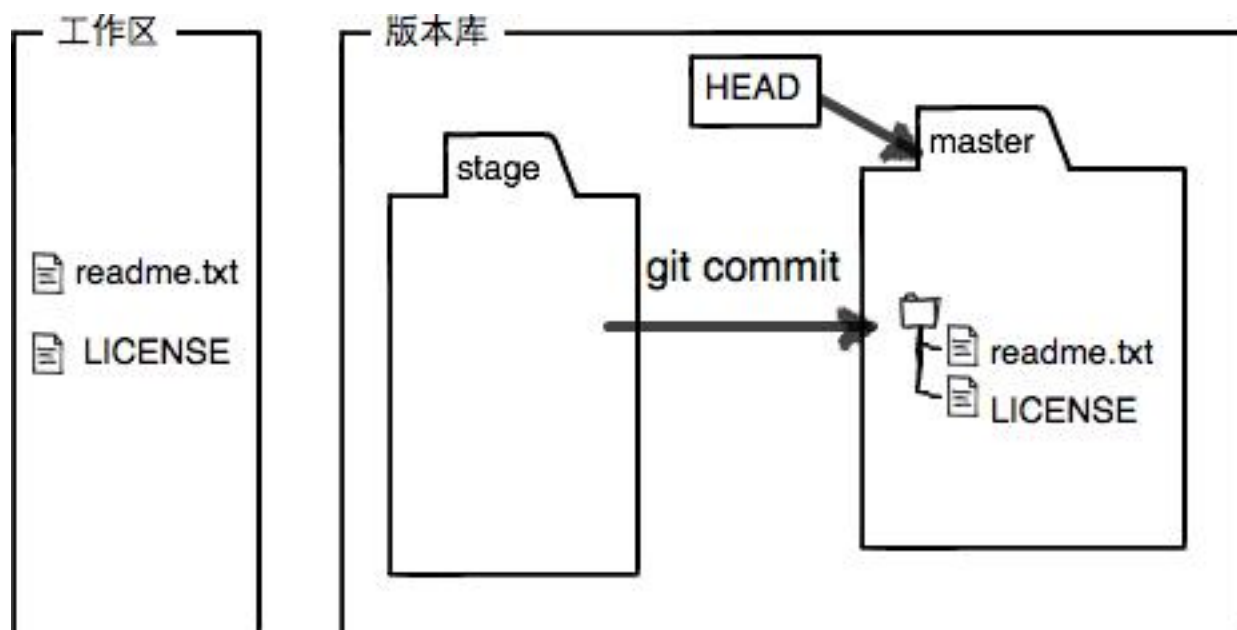 工作区
readme.txt
LICENSE
版本库
stage
git commit
HEAD
master
readme.txt
LICENSE